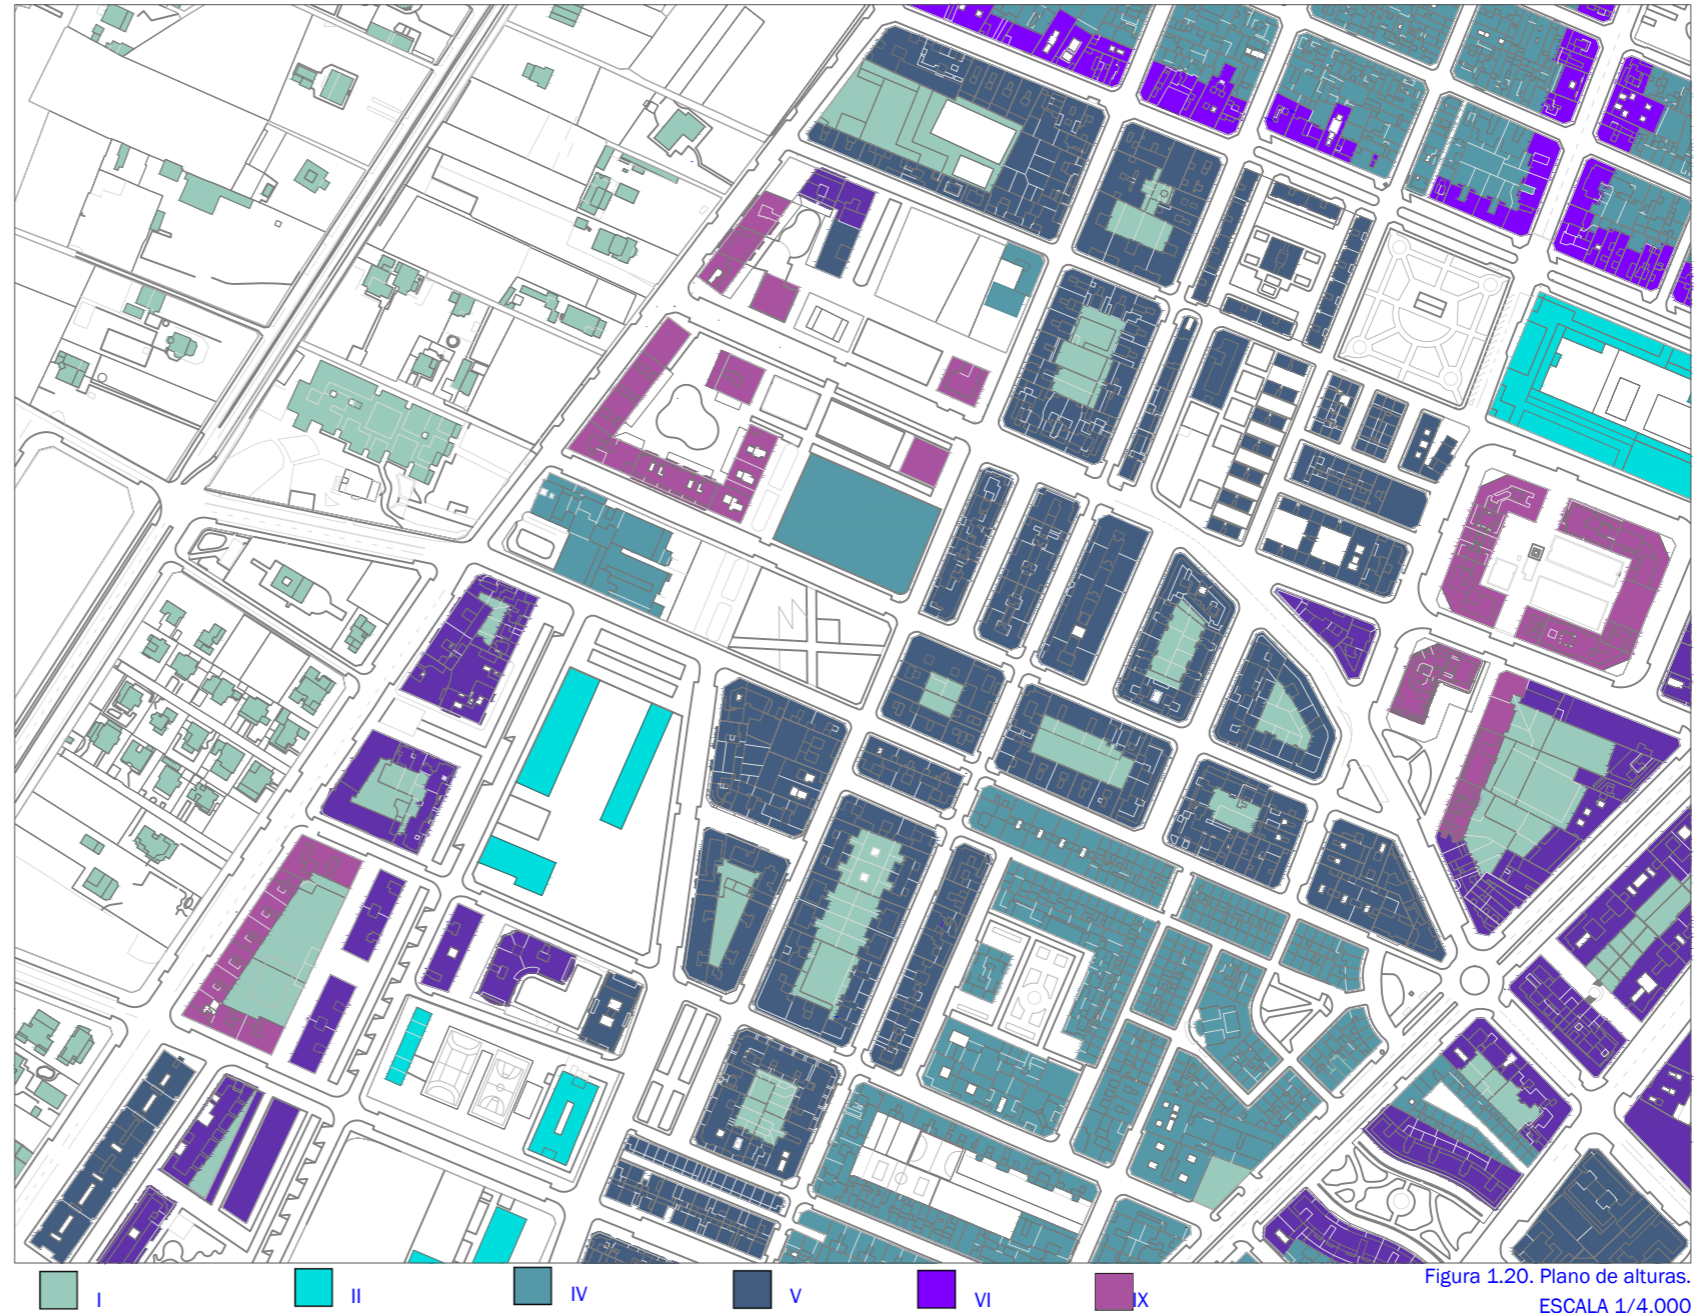 I
II
IV
V
VI
IX
Figura 1.20. Plano de alturas.
ESCALA 1/4.000